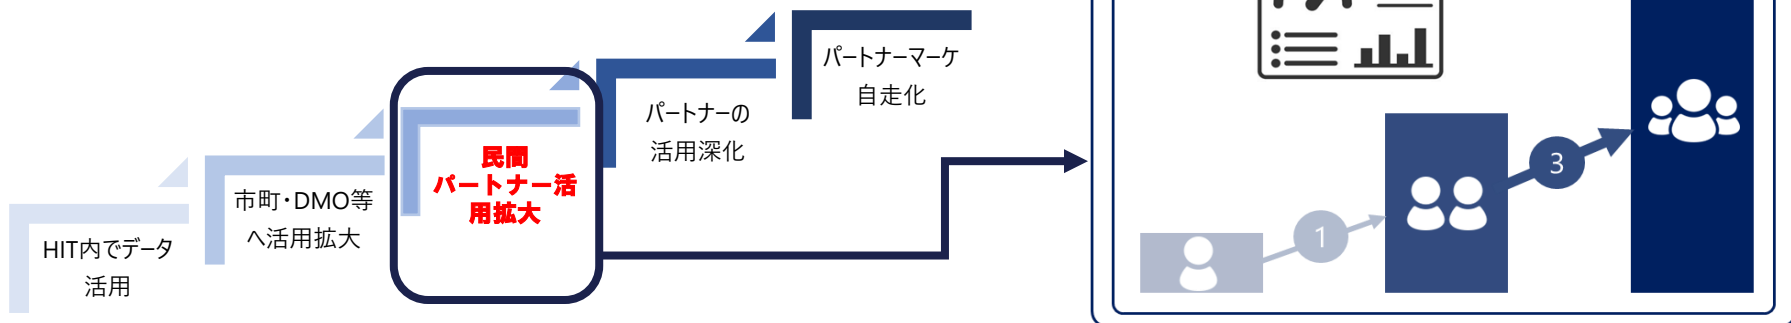 HIT内でデータ
活用
市町・DMO等
へ活用拡大
民間
パートナー活
用拡大
パートナーの
活用深化
パートナーマーケ
自走化
1
3